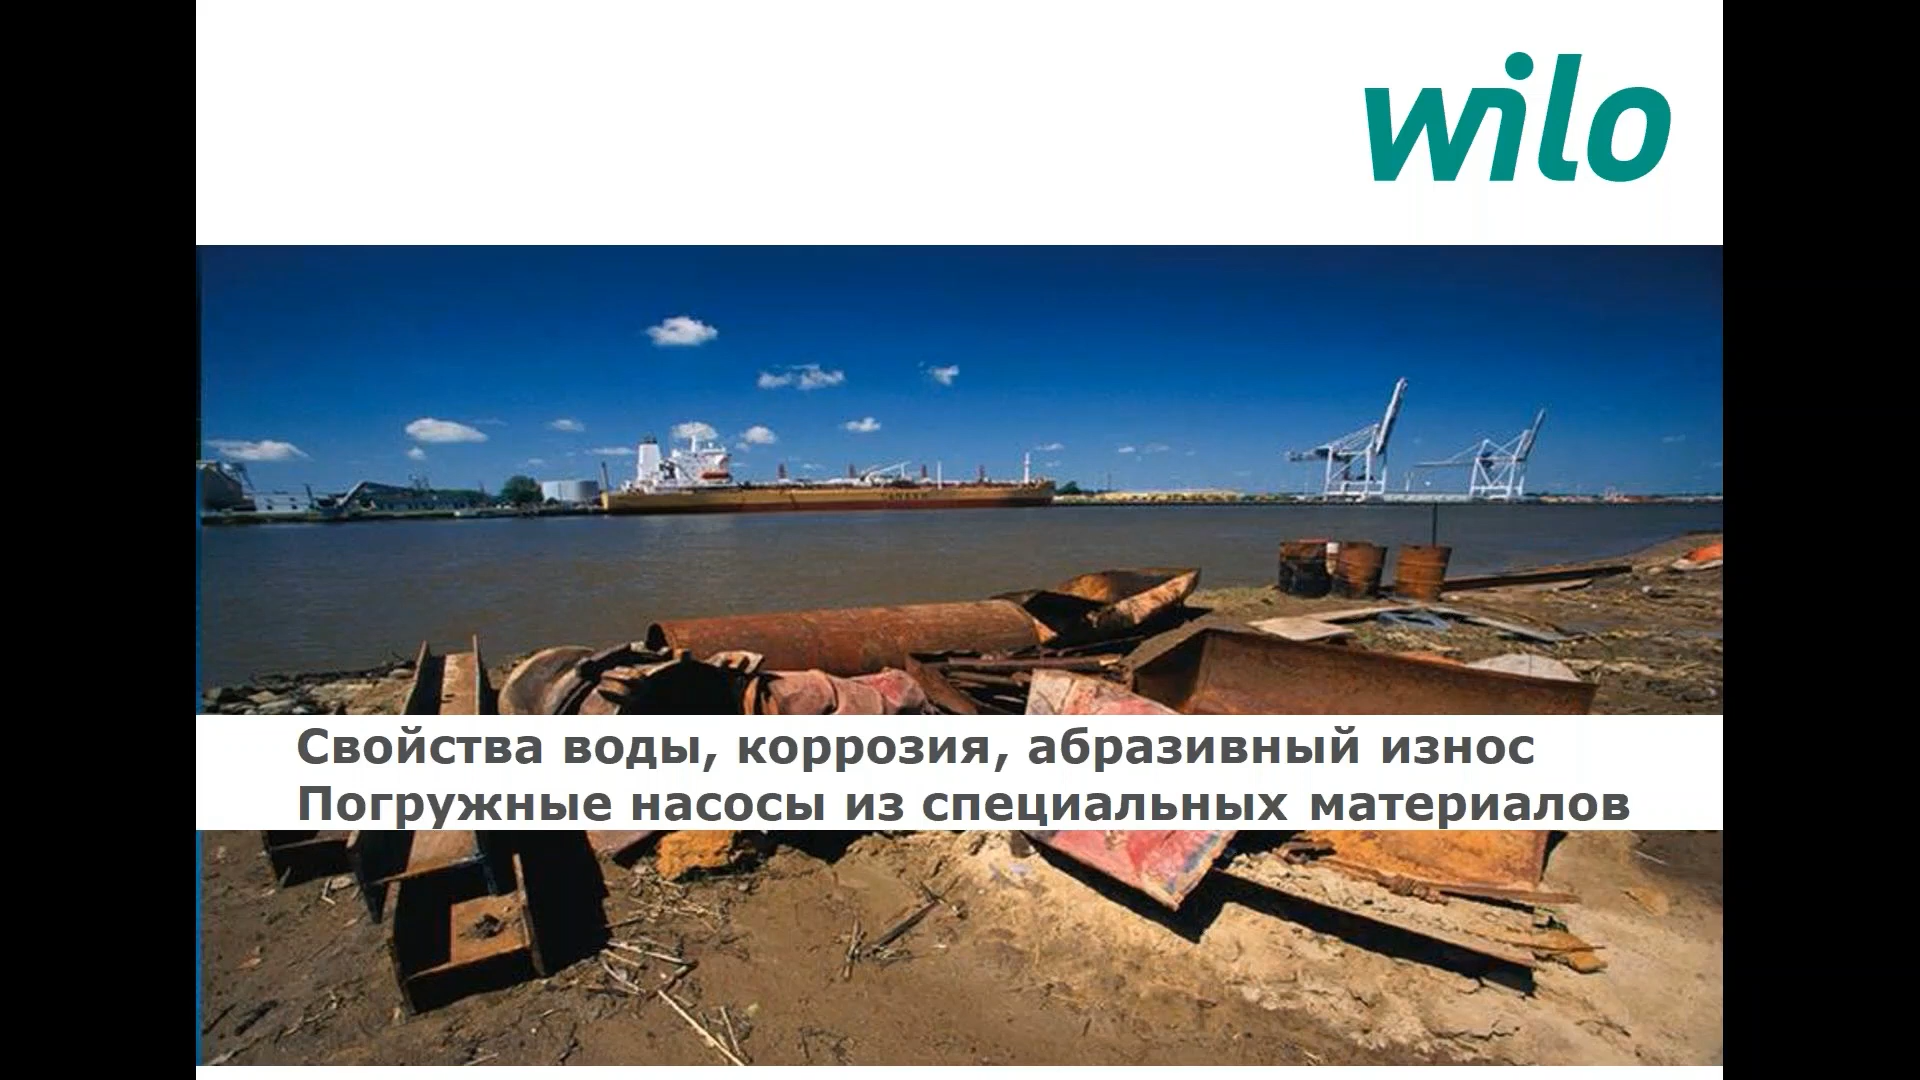 wilo
Свойства воды, коррозия, абразивный износ
Погружные насосы из специальных материалов